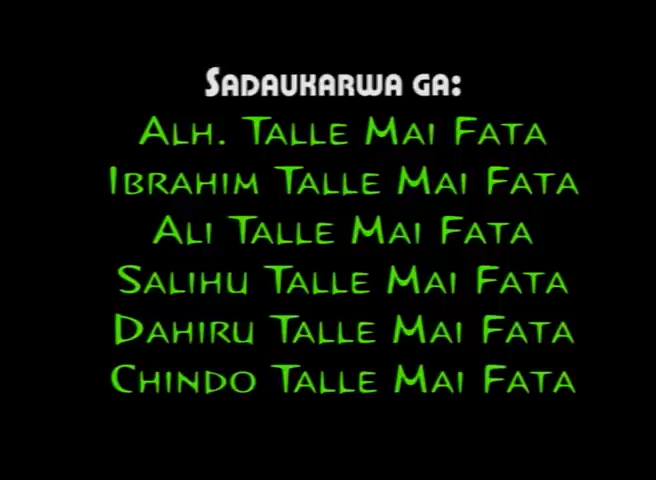 SADAUKARWA GA:
ALH. TALLE MAI FATA
IBRAHIM TALLE MAI FATA
ALI TALLE MAI FATA
SALIHU TALLE MAI FATA
DAHIRU TALLE MAI FATA
CHINDO TALLE MAI FATA